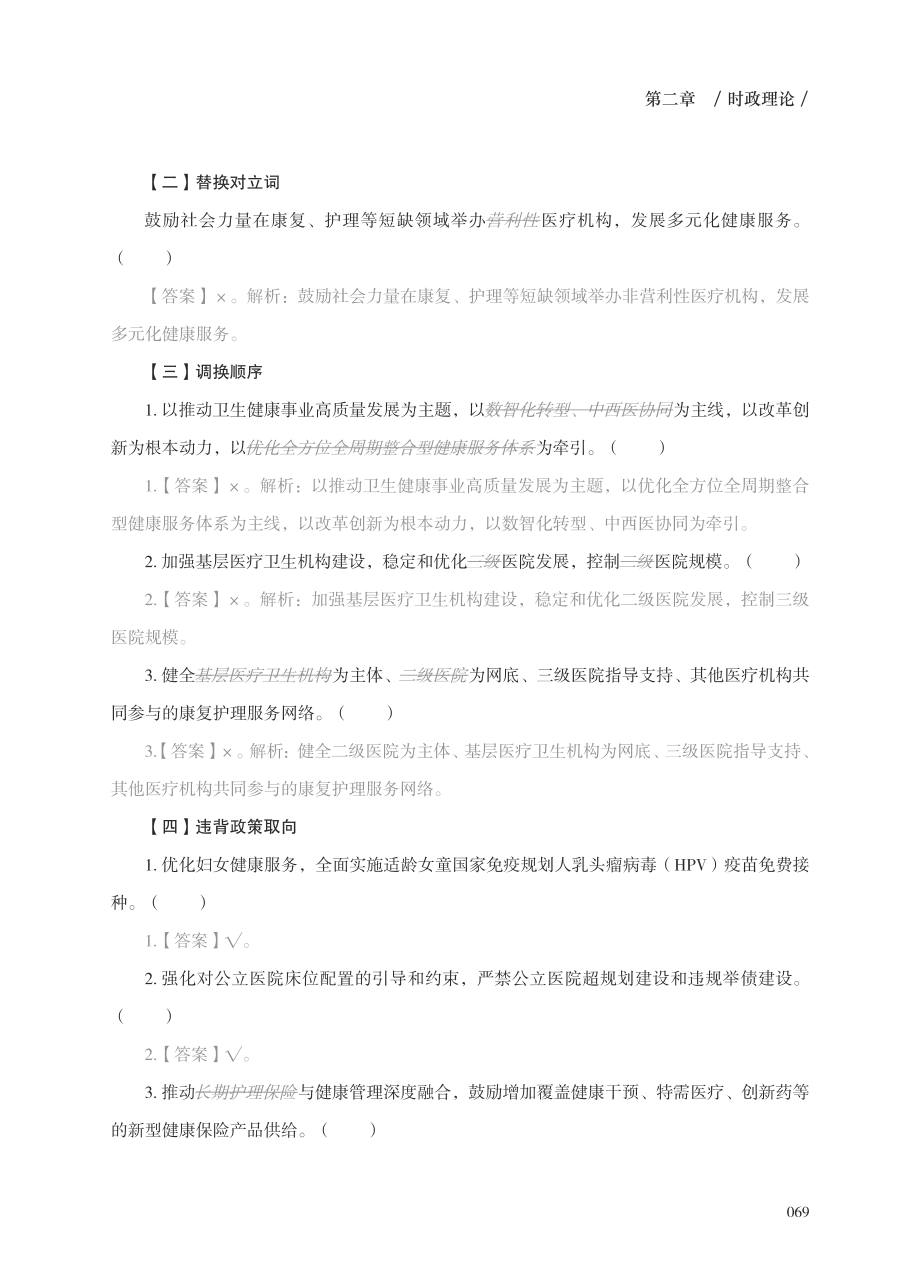 第二章 / 时政理论 /
【二】替换对立词
鼓励社会力量在康复、护理等短缺领域举办营利性医疗机构，发展多元化健康服务。
（　　）
【答案】×。解析：鼓励社会力量在康复、护理等短缺领域举办非营利性医疗机构，发展
多元化健康服务。
【三】调换顺序
1. 以推动卫生健康事业高质量发展为主题，以数智化转型、中西医协同为主线，以改革创
新为根本动力，以优化全方位全周期整合型健康服务体系为牵引。（　　）
1.【答案】×。解析：以推动卫生健康事业高质量发展为主题，以优化全方位全周期整合
型健康服务体系为主线，以改革创新为根本动力，以数智化转型、中西医协同为牵引。
2. 加强基层医疗卫生机构建设，稳定和优化三级医院发展，控制二级医院规模。（　　）
2.【答案】×。解析：加强基层医疗卫生机构建设，稳定和优化二级医院发展，控制三级
医院规模。
3. 健全基层医疗卫生机构为主体、二级医院为网底、三级医院指导支持、其他医疗机构共
同参与的康复护理服务网络。（　　）
3.【答案】×。解析：健全二级医院为主体、基层医疗卫生机构为网底、三级医院指导支持、
其他医疗机构共同参与的康复护理服务网络。
【四】违背政策取向
1. 优化妇女健康服务，全面实施适龄女童国家免疫规划人乳头瘤病毒（HPV）疫苗免费接
种。（　　）
1.【答案】√。
2. 强化对公立医院床位配置的引导和约束，严禁公立医院超规划建设和违规举债建设。
（　　）
2.【答案】√。
3. 推动长期护理保险与健康管理深度融合，鼓励增加覆盖健康干预、特需医疗、创新药等
的新型健康保险产品供给。（　　）
069